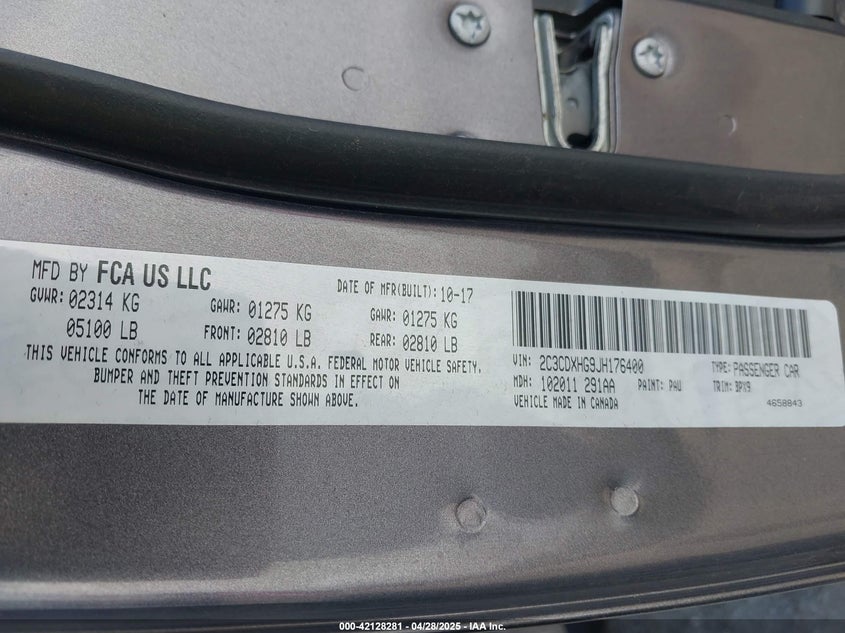 MFD BY FCA US LLC
DATE OF MFR(BUILT): 10-17
GVWR: 02314 KG
GAWR: 01275 KG
GAWR: 01275 KG
05100 LB
FRONT: 02810 LB
REAR: 02810 LB
THIS VEHICLE CONFORMS TO ALL APPLICABLE U.S.A. FEDERAL MOTOR VEHICLE SAFETY.
BUMPER AND THEFT PREVENTION STANDARDS IN EFFECT ON
THE DATE OF MANUFACTURE SHOWN ABOVE.
VIN: 2C3CDXHG9JH176400
TYPE: PASSENGER CAR
MDH: 102011 291AA
PAINT: PAU
TRIM: BPX9
VEHICLE MADE IN CANADA
4658843
000-42128281 - 04/28/2025 - IAA Inc.